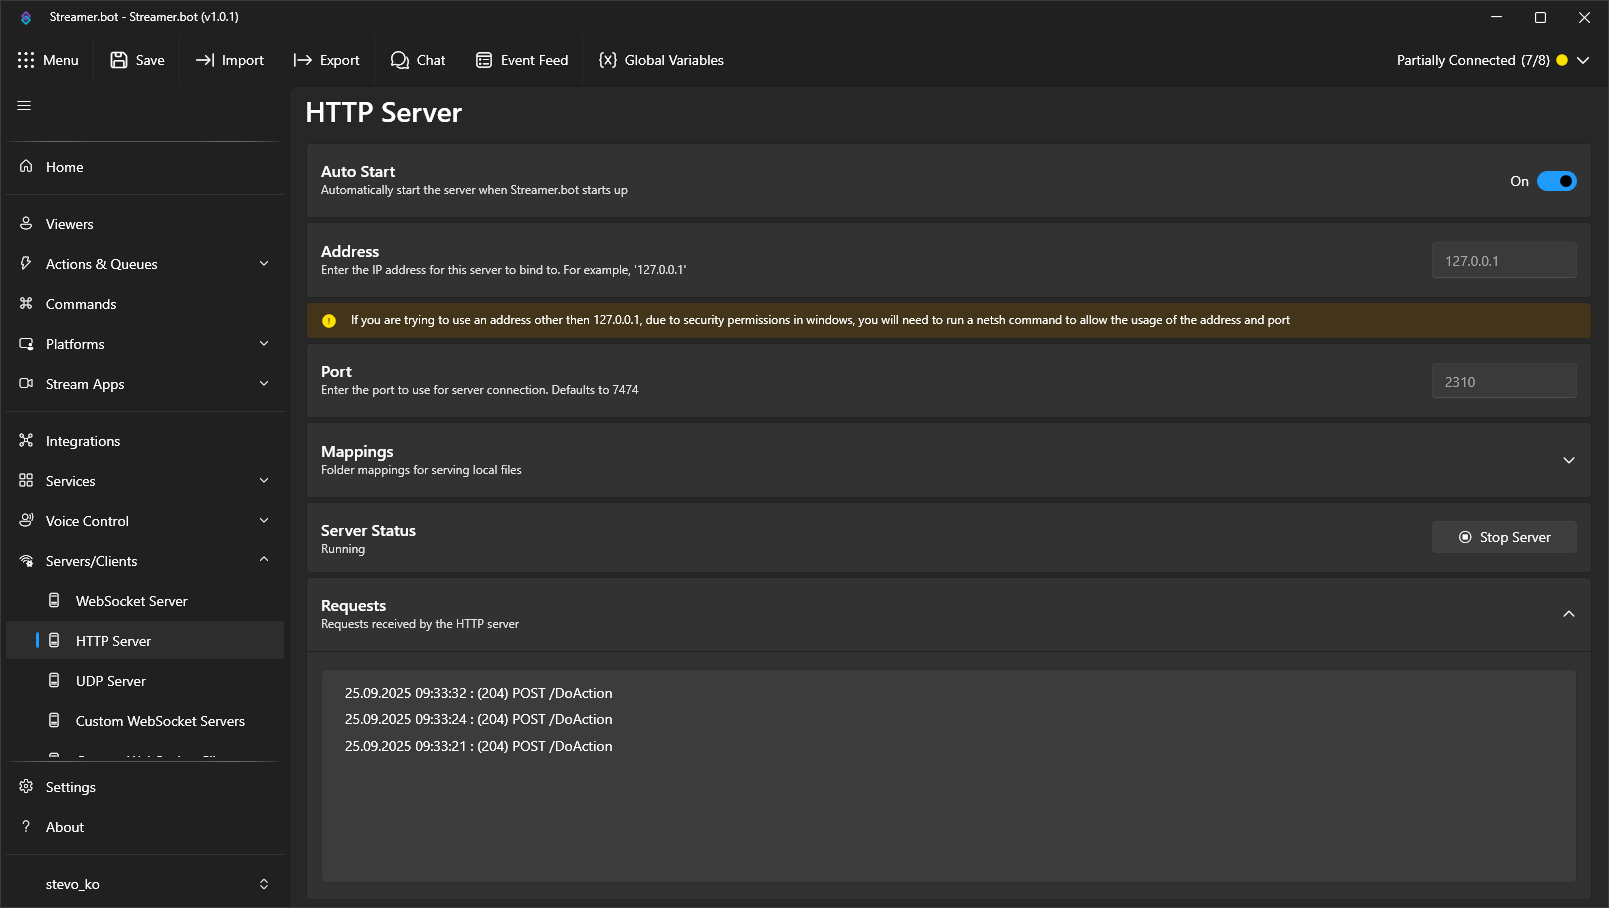 Streamer.bot - Streamer.bot (v1.0.1)
Menu
Save
Import
Export
Chat
Event Feed
{x} Global Variables
Partially Connected (7/8)
Home
Viewers
Actions & Queues
Commands
Platforms
Stream Apps
Integrations
Services
Voice Control
Servers/Clients
WebSocket Server
HTTP Server
UDP Server
Custom WebSocket Servers
Settings
? About
stevo_ko
HTTP Server
Auto Start
Automatically start the server when Streamer.bot starts up
On
Address
Enter the IP address for this server to bind to. For example, '127.0.0.1'
127.0.0.1
If you are trying to use an address other then 127.0.0.1, due to security permissions in windows, you will need to run a netsh command to allow the usage of the address and port
Port
Enter the port to use for server connection. Defaults to 7474
2310
Mappings
Folder mappings for serving local files
Server Status
Running
Stop Server
Requests
Requests received by the HTTP server
25.09.2025 09:33:32 : (204) POST /DoAction
25.09.2025 09:33:24 : (204) POST /DoAction
25.09.2025 09:33:21 : (204) POST /DoAction